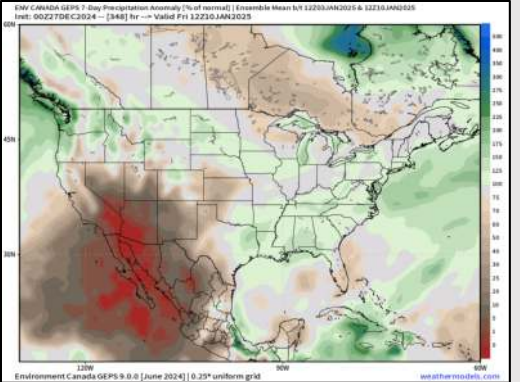 ENV CANADA GEPS 7-Day Precipitation Anomaly [% of normal] | Ensemble Mean b/t 12Z03JAN2025 & 12Z10JAN2025
Init: 00Z27DEC2024 -- [348] hr --> Valid Fri 12Z10JAN2025
60N
45N
30N
120W
90W
60W
Environment Canada GEPS 9.0.0 [June 2024] | 0.25° uniform grid
weathermodels.com